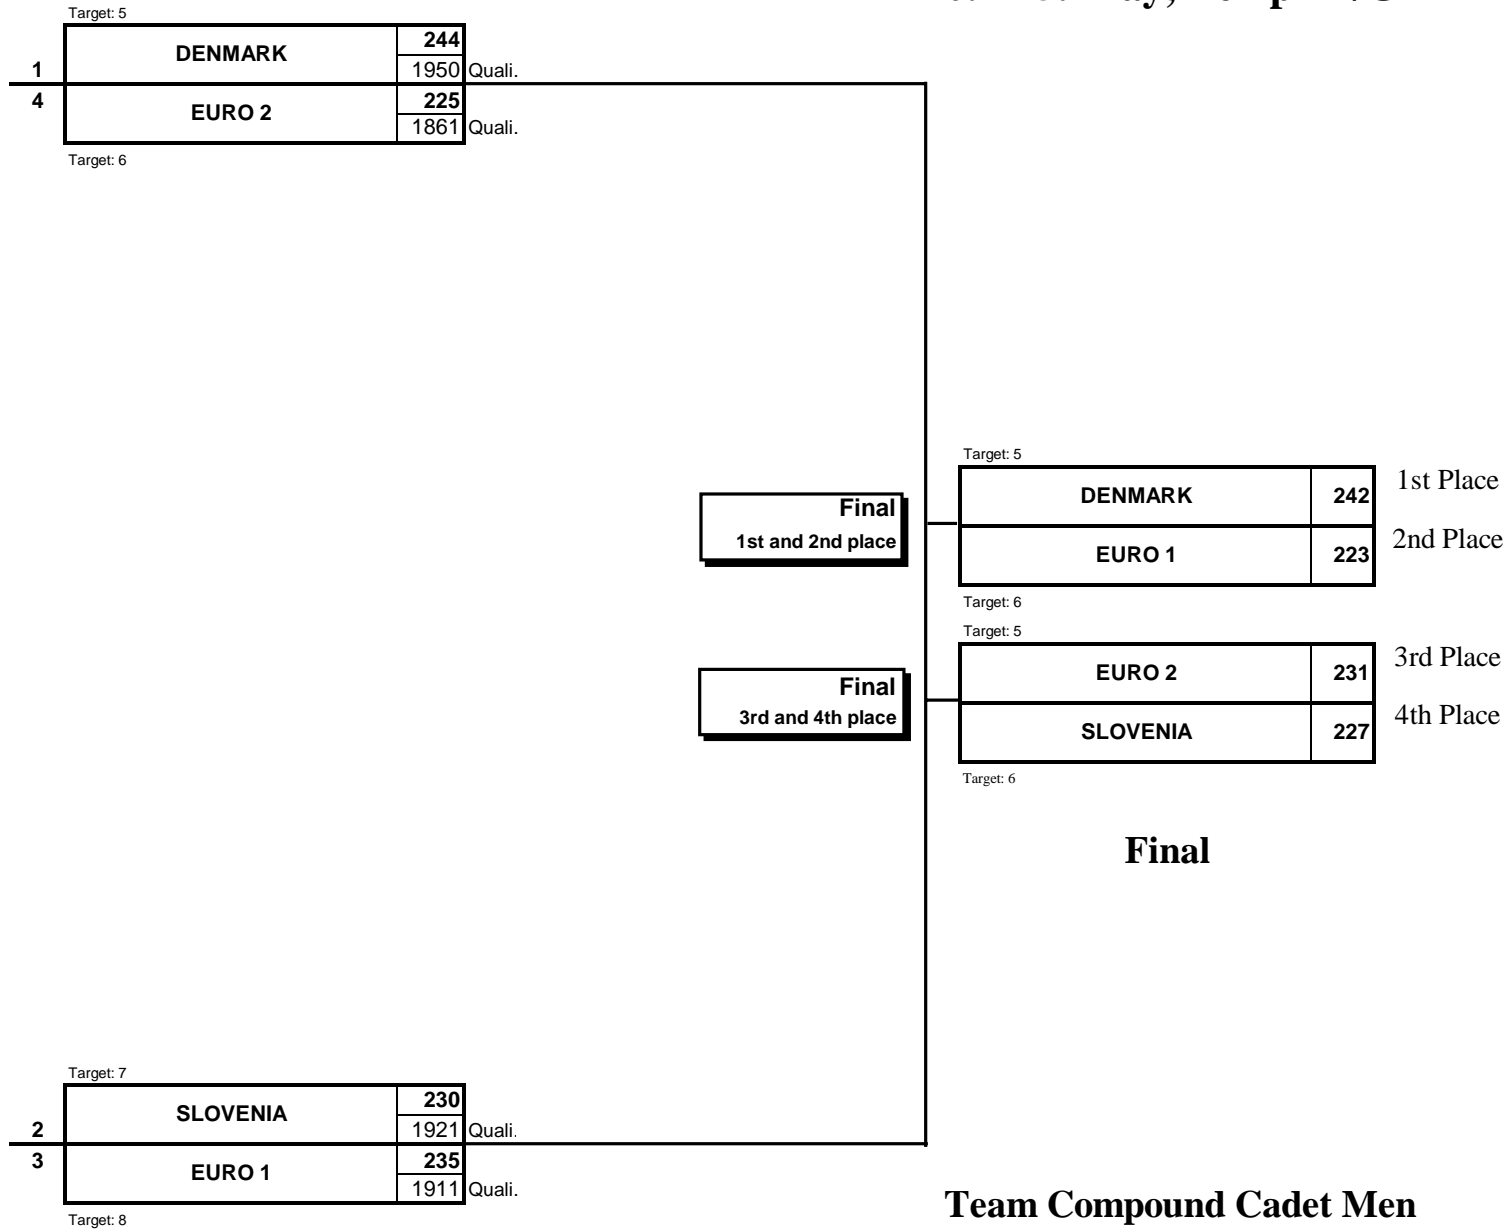 Target: 5
DENMARK 244
1 1950 Quali.
4 EURO 2 225
1861 Quali.
Target: 6
Target: 5
DENMARK 242 1st Place
Final
1st and 2nd place
EURO 1 223 2nd Place
Target: 6
Target: 5
EURO 2 231 3rd Place
Final
3rd and 4th place
SLOVENIA 227 4th Place
Target: 6
Final
Target: 7
SLOVENIA 230
2 1921 Quali.
3 EURO 1 235
1911 Quali.
Target: 8
Team Compound Cadet Men